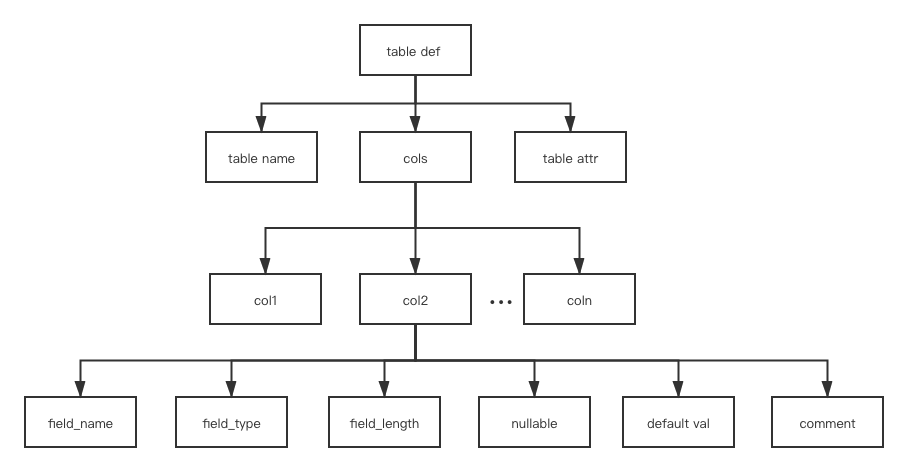 table def
table name
cols
table attr
col1
col2
...
coln
field_name
field_type
field_length
nullable
default val
comment